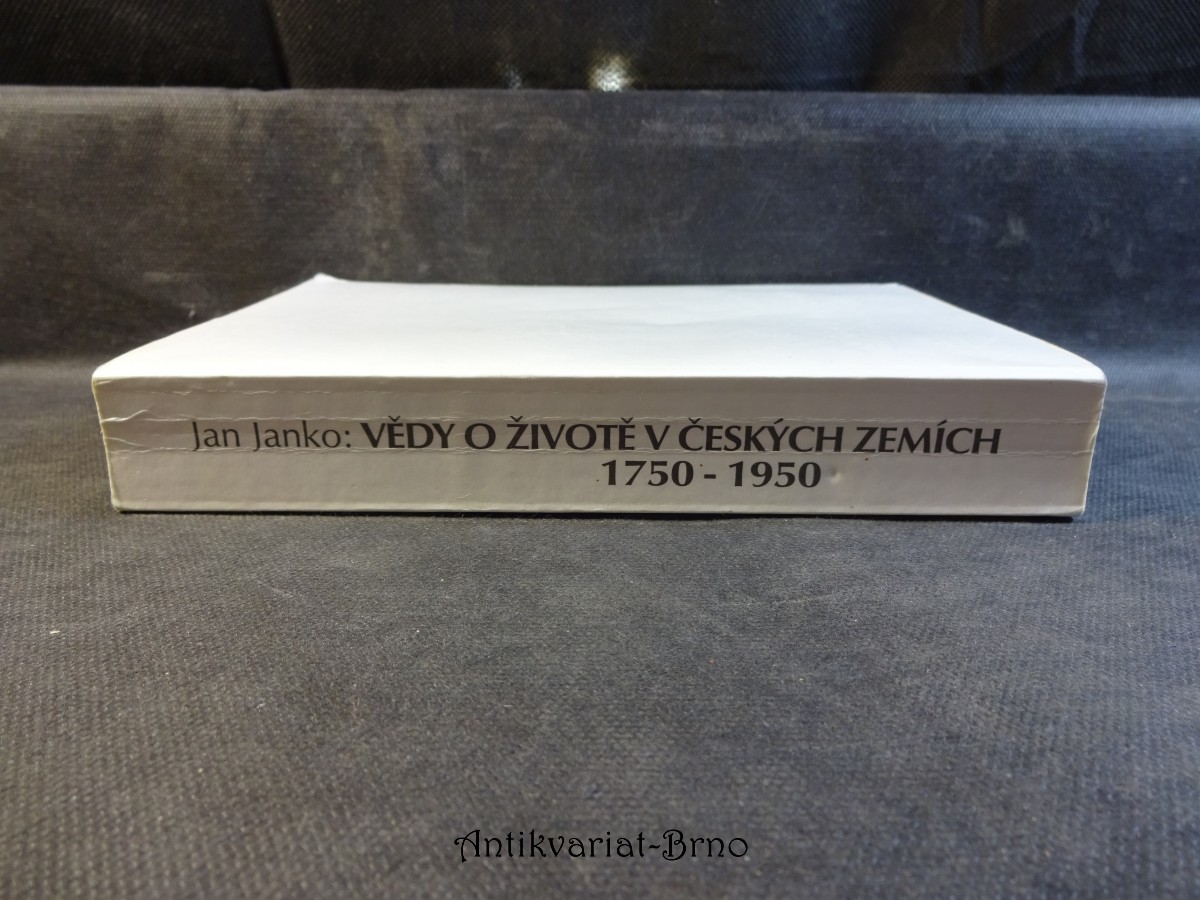 Jan Janko: VĚDY O ŽIVOTĚ V ČESKÝCH ZEMÍCH
1750 - 1950
Antikvariat-Brno